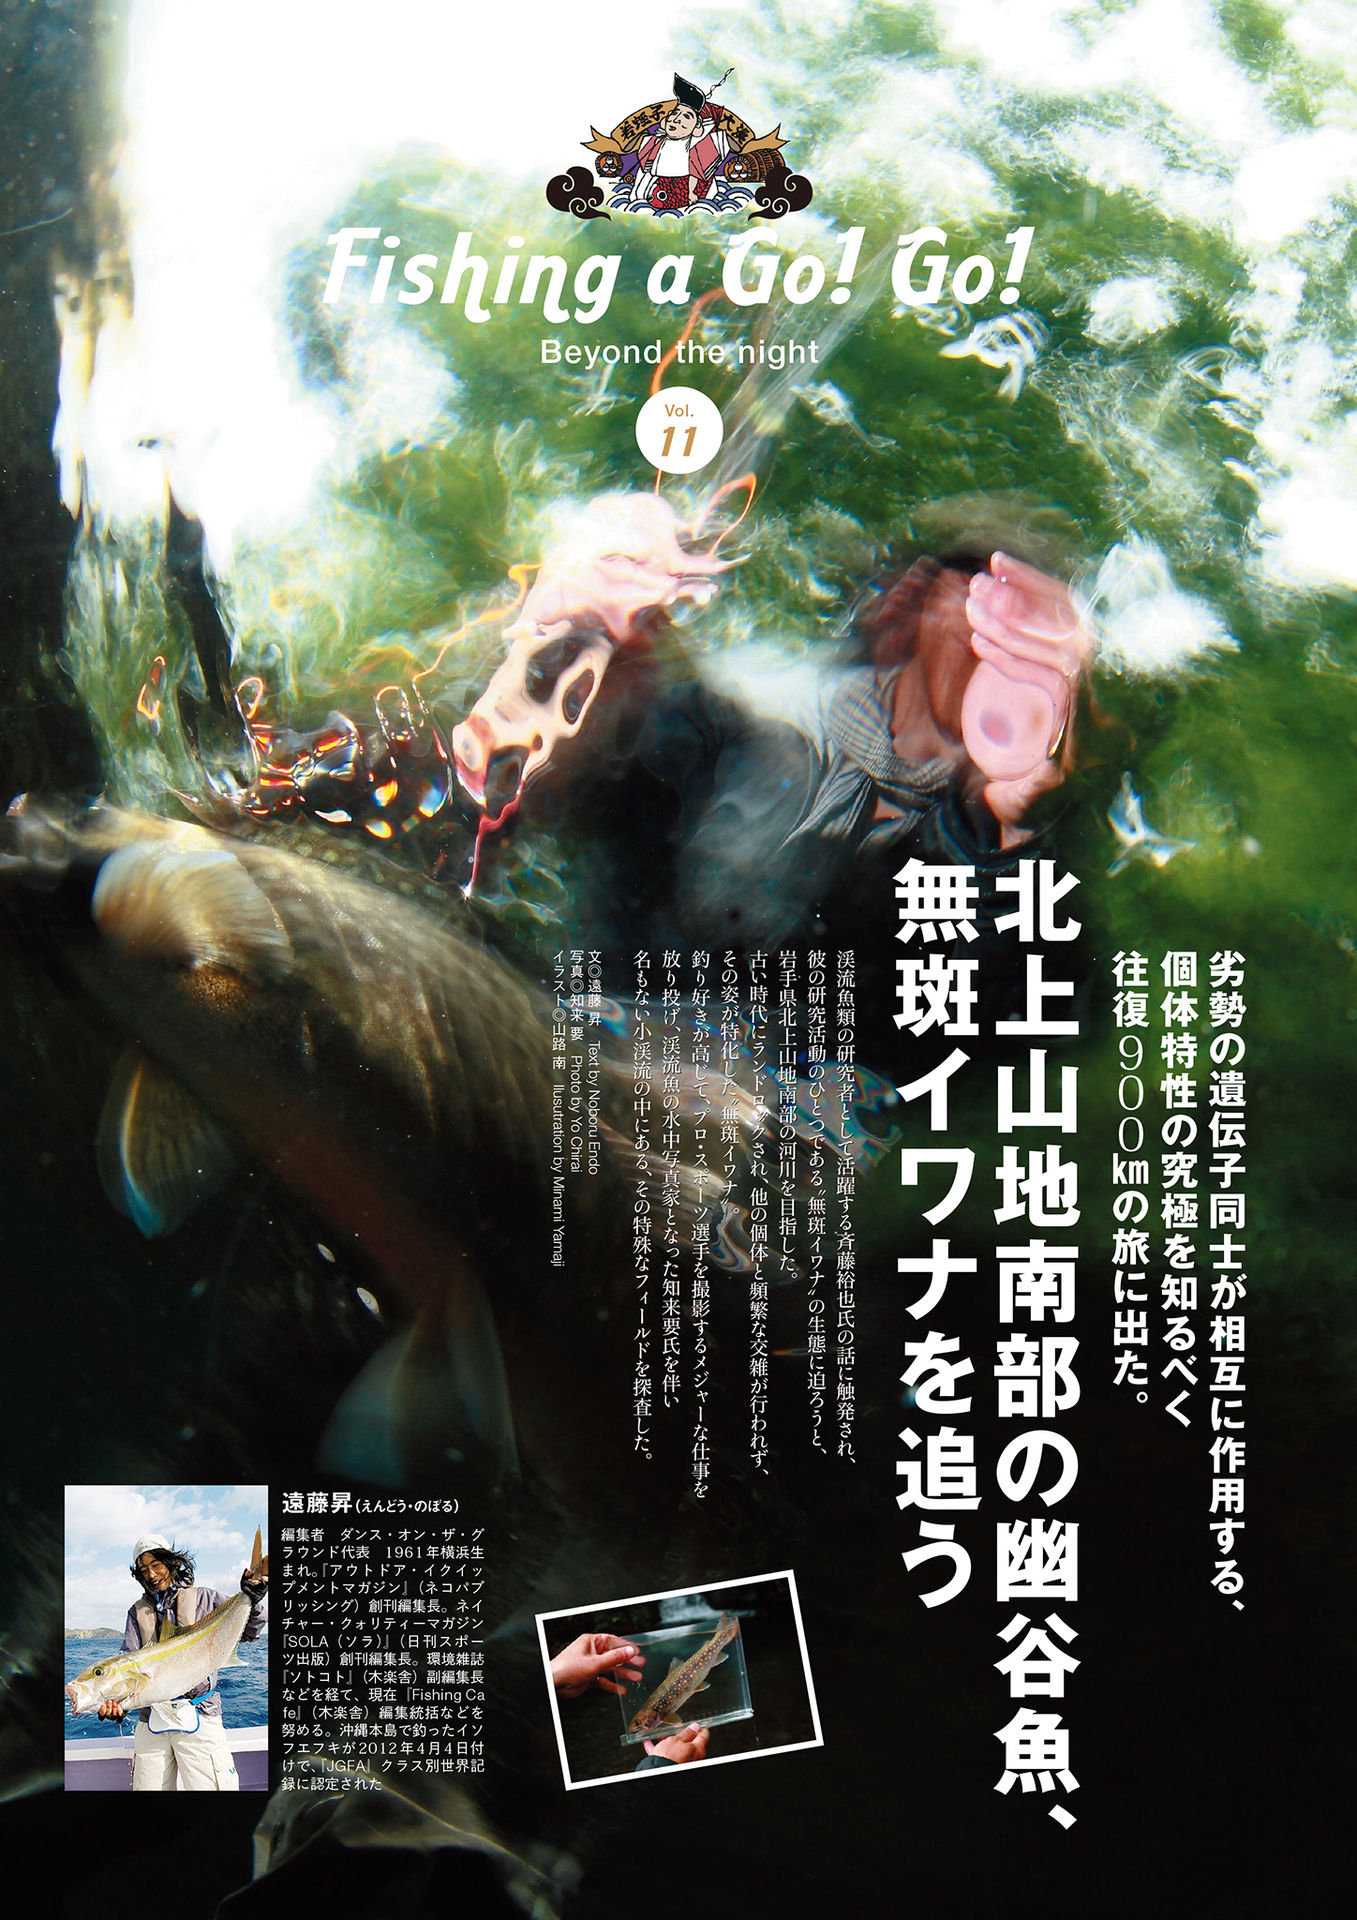 若蛭子大漁
Fishing a Go! Go!
Beyond the night
Vol.
11
劣勢の遺伝子同士が相互に作用する、
個体特性の究極を知るべく
往復900㎞の旅に出た。
北上山地南部の幽谷魚、
無斑イワナを追う
渓流魚類の研究者として活躍する斉藤裕也氏の話に触発され、
彼の研究活動のひとつである〝無斑イワナ〟の生態に迫ろうと、
岩手県北上山地南部の河川を目指した。
古い時代にランドロックされ、他の個体と頻繁な交雑が行われず、
その姿が特化した〝無斑イワナ〟。
釣り好きが高じて、プロ・スポーツ選手を撮影するメジャーな仕事を
放り投げ、渓流魚の水中写真家となった知来要氏を伴い
名もない小渓流の中にある、その特殊なフィールドを探査した。
文◎遠藤 昇 Text by Noboru Endo
写真◎知来 要 Photo by Yo Chirai
イラスト◎山路 南 Ilusutration by Minami Yamaji
遠藤昇(えんどう・のぼる)
編集者 ダンス・オン・ザ・グ
ラウンド代表 1961年横浜生
まれ。『アウトドア・イクイッ
プメントマガジン』(ネコパブ
リッシング)創刊編集長。ネイ
チャー・クォリティーマガジン
『SOLA(ソラ)』(日刊スポー
ツ出版)創刊編集長。環境雑誌
『ソトコト』(木楽舎)副編集長
などを経て、現在『Fishing Ca
fe』(木楽舎)編集統括などを
努める。沖縄本島で釣ったイソ
フエフキが2012年4月4日付
けで、『JGFA』クラス別世界記
録に認定された